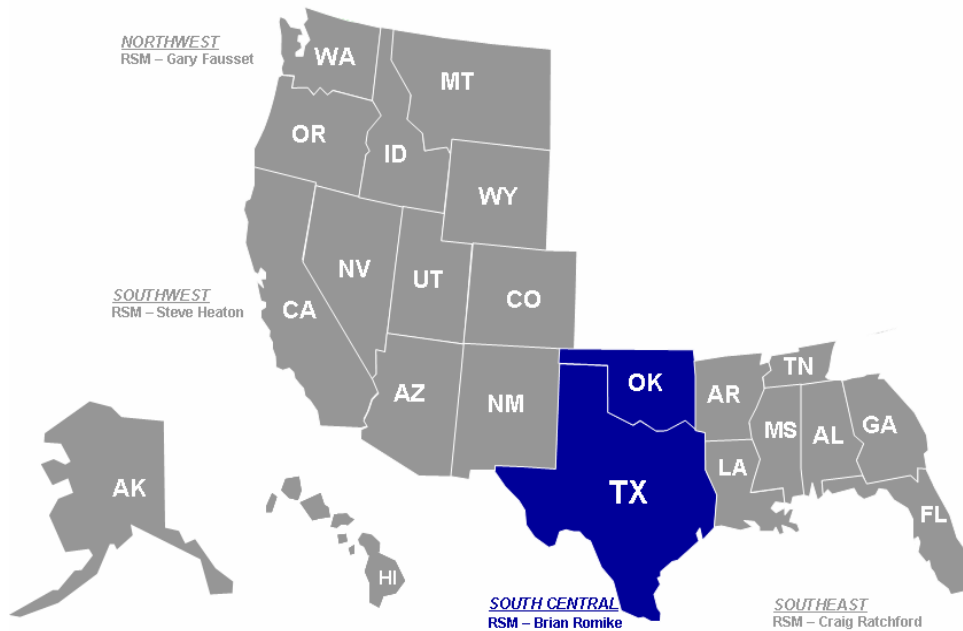 NORTHWEST
RSM – Gary Fausset
WA
MT
OR
ID
WY
NV
UT
CO
SOUTHWEST
RSM – Steve Heaton
CA
AZ
NM
OK
AR
TN
MS
AL
GA
LA
TX
FL
AK
HI
SOUTH CENTRAL
RSM – Brian Romike
SOUTHEAST
RSM – Craig Ratchford